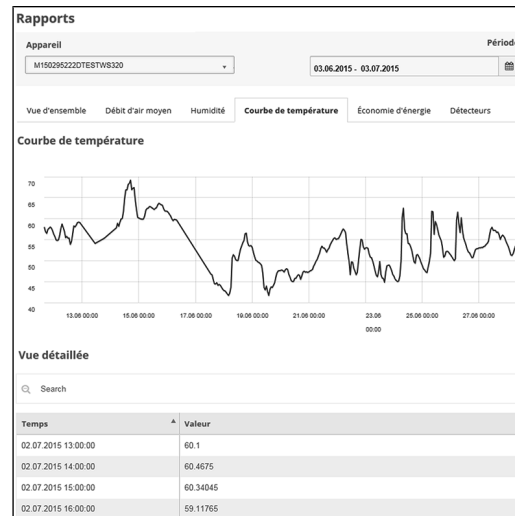 Rapports
Appareil
Période
M150295222DTESTWS320
03.06.2015 - 03.07.2015
Vue d'ensemble Débit d'air moyen Humidité Courbe de température Économie d'énergie Détecteurs
Courbe de température
70
65
60
55
50
45
40
13.06 00:00 15.06 00:00 17.06 00:00 19.06 00:00 21.06 00:00 23.06 00:00 25.06 00:00 27.06 00:00
Vue détaillée
Search
Temps Valeur
02.07.2015 13:00:00 60.1
02.07.2015 14:00:00 60.4675
02.07.2015 15:00:00 60.34045
02.07.2015 16:00:00 59.11765